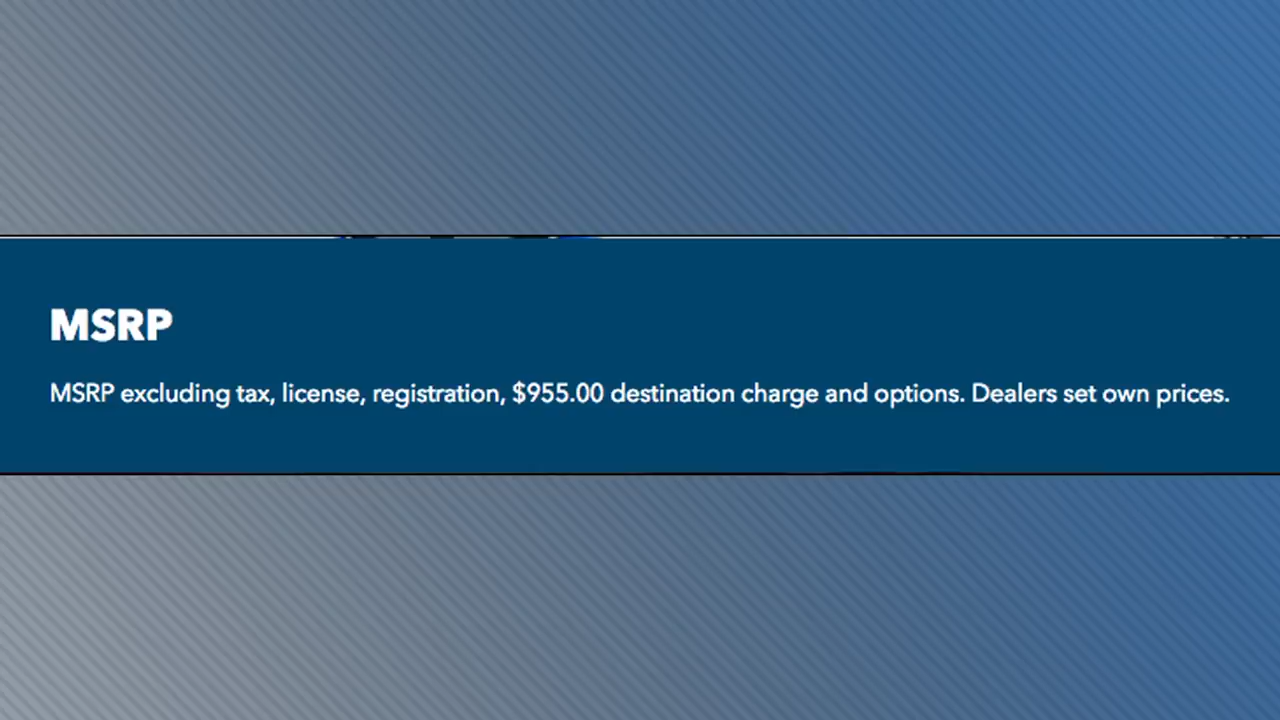 MSRP
MSRP excluding tax, license, registration, $955.00 destination charge and options. Dealers set own prices.